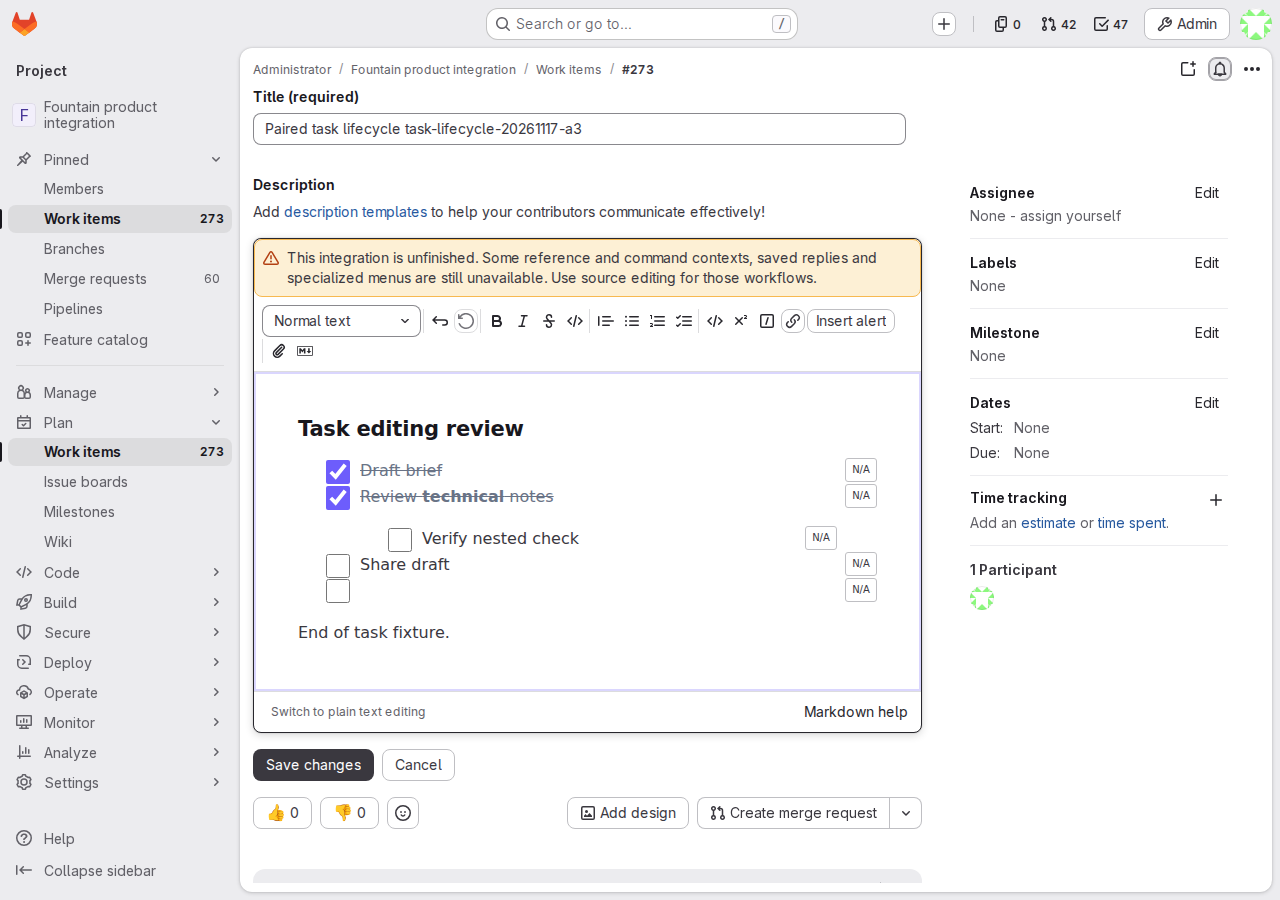 Search or go to...
/
0
42
47
Admin
Project
F
Fountain product integration
Pinned
Members
Work items 273
Branches
Merge requests 60
Pipelines
Feature catalog
Manage
Plan
Work items 273
Issue boards
Milestones
Wiki
Code
Build
Secure
Deploy
Operate
Monitor
Analyze
Settings
Help
Collapse sidebar
Administrator / Fountain product integration / Work items / #273
Title (required)
Paired task lifecycle task-lifecycle-20261117-a3
Description
Add description templates to help your contributors communicate effectively!
This integration is unfinished. Some reference and command contexts, saved replies and
specialized menus are still unavailable. Use source editing for those workflows.
Normal text
Insert alert
Task editing review
Draft brief N/A
Review technical notes N/A
Verify nested check N/A
Share draft N/A
N/A
End of task fixture.
Switch to plain text editing
Markdown help
Save changes
Cancel
0
0
Add design
Create merge request
Assignee
Edit
None - assign yourself
Labels
Edit
None
Milestone
Edit
None
Dates
Edit
Start: None
Due: None
Time tracking
Add an estimate or time spent.
1 Participant